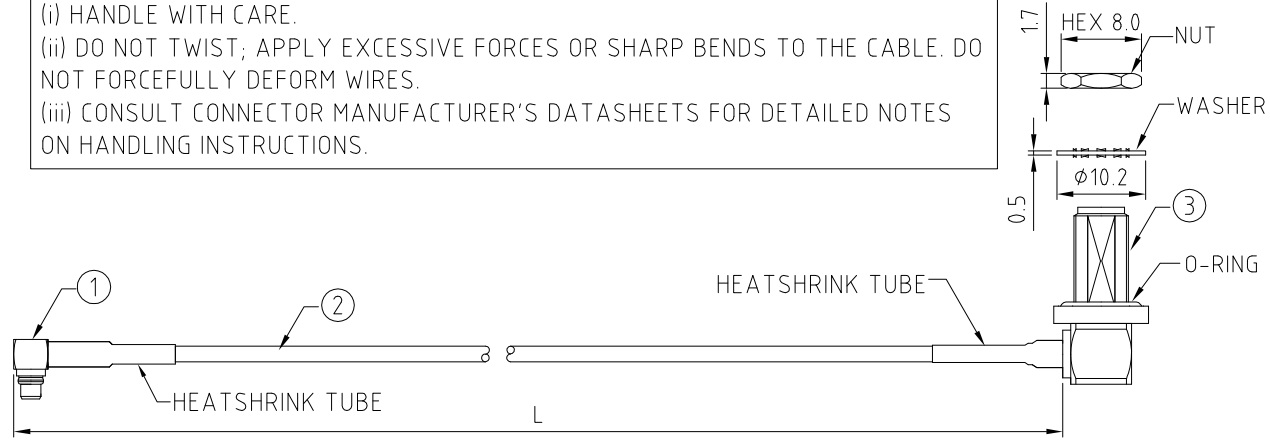 (i) HANDLE WITH CARE.
(ii) DO NOT TWIST; APPLY EXCESSIVE FORCES OR SHARP BENDS TO THE CABLE. DO
NOT FORCEFULLY DEFORM WIRES.
(iii) CONSULT CONNECTOR MANUFACTURER'S DATASHEETS FOR DETAILED NOTES
ON HANDLING INSTRUCTIONS.
1.7
HEX 8.0
NUT
WASHER
ϕ10.2
0.5
3
O-RING
HEATSHRINK TUBE
1
2
HEATSHRINK TUBE
L